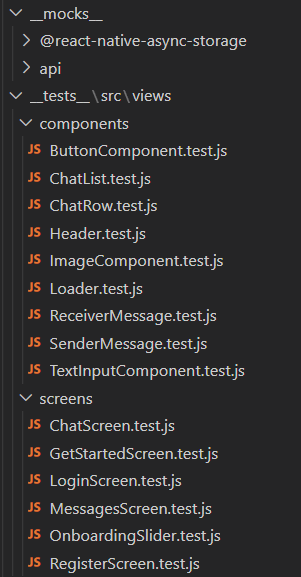 __mocks__
@react-native-async-storage
api
__tests__\src\views
components
JS ButtonComponent.test.js
JS ChatList.test.js
JS ChatRow.test.js
JS Header.test.js
JS ImageComponent.test.js
JS Loader.test.js
JS ReceiverMessage.test.js
JS SenderMessage.test.js
JS TextInputComponent.test.js
screens
JS ChatScreen.test.js
JS GetStartedScreen.test.js
JS LoginScreen.test.js
JS MessagesScreen.test.js
JS OnboardingSlider.test.js
JS RegisterScreen.test.js